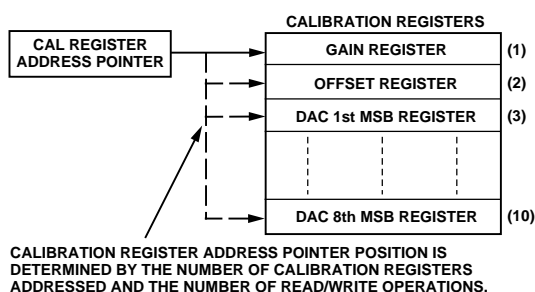 CALIBRATION REGISTERS
CAL REGISTER
ADDRESS POINTER
GAIN REGISTER
(1)
OFFSET REGISTER
(2)
DAC 1st MSB REGISTER
(3)
DAC 8th MSB REGISTER
(10)
CALIBRATION REGISTER ADDRESS POINTER POSITION IS
DETERMINED BY THE NUMBER OF CALIBRATION REGISTERS
ADDRESSED AND THE NUMBER OF READ/WRITE OPERATIONS.